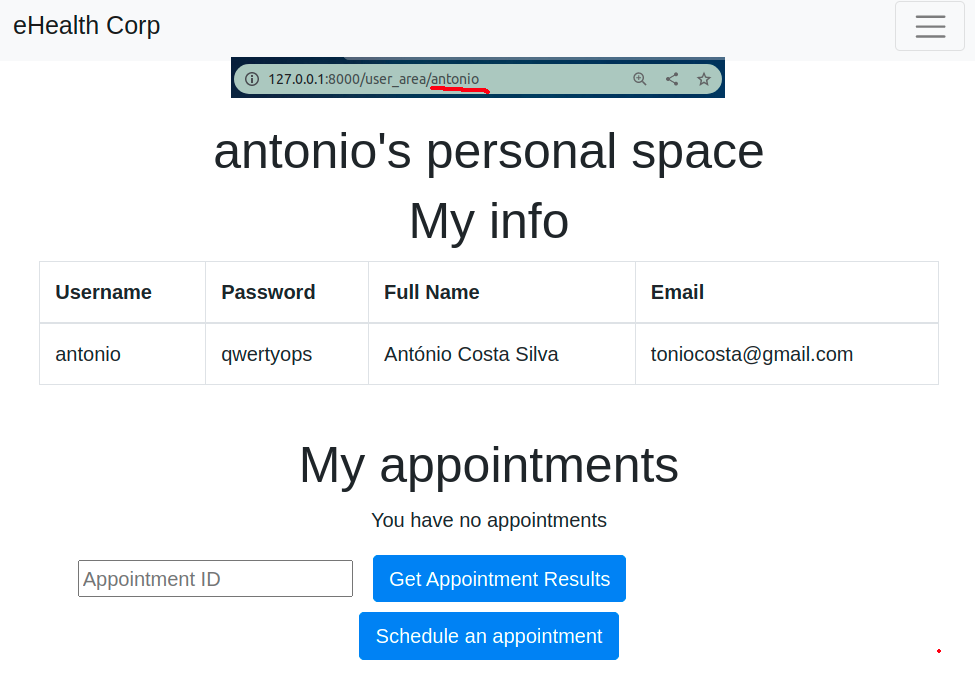 eHealth Corp
127.0.0.1:8000/user_area/antonio
antonio's personal space
My info
Username Password Full Name Email
antonio qwertyops António Costa Silva toniocosta@gmail.com
My appointments
You have no appointments
Appointment ID Get Appointment Results
Schedule an appointment